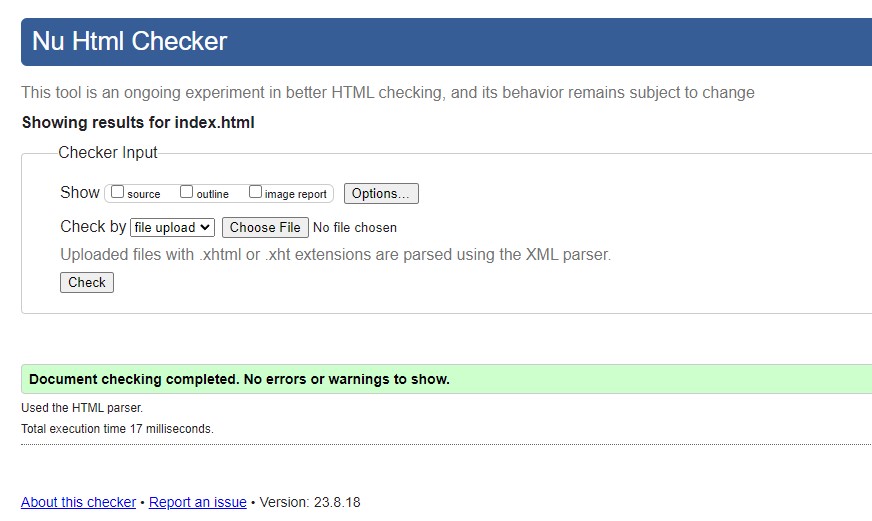 Nu Html Checker
This tool is an ongoing experiment in better HTML checking, and its behavior remains subject to change
Showing results for index.html
Checker Input
Show source outline image report Options...
Check by file upload Choose File No file chosen
Uploaded files with .xhtml or .xht extensions are parsed using the XML parser.
Check
Document checking completed. No errors or warnings to show.
Used the HTML parser.
Total execution time 17 milliseconds.
About this checker • Report an issue • Version: 23.8.18